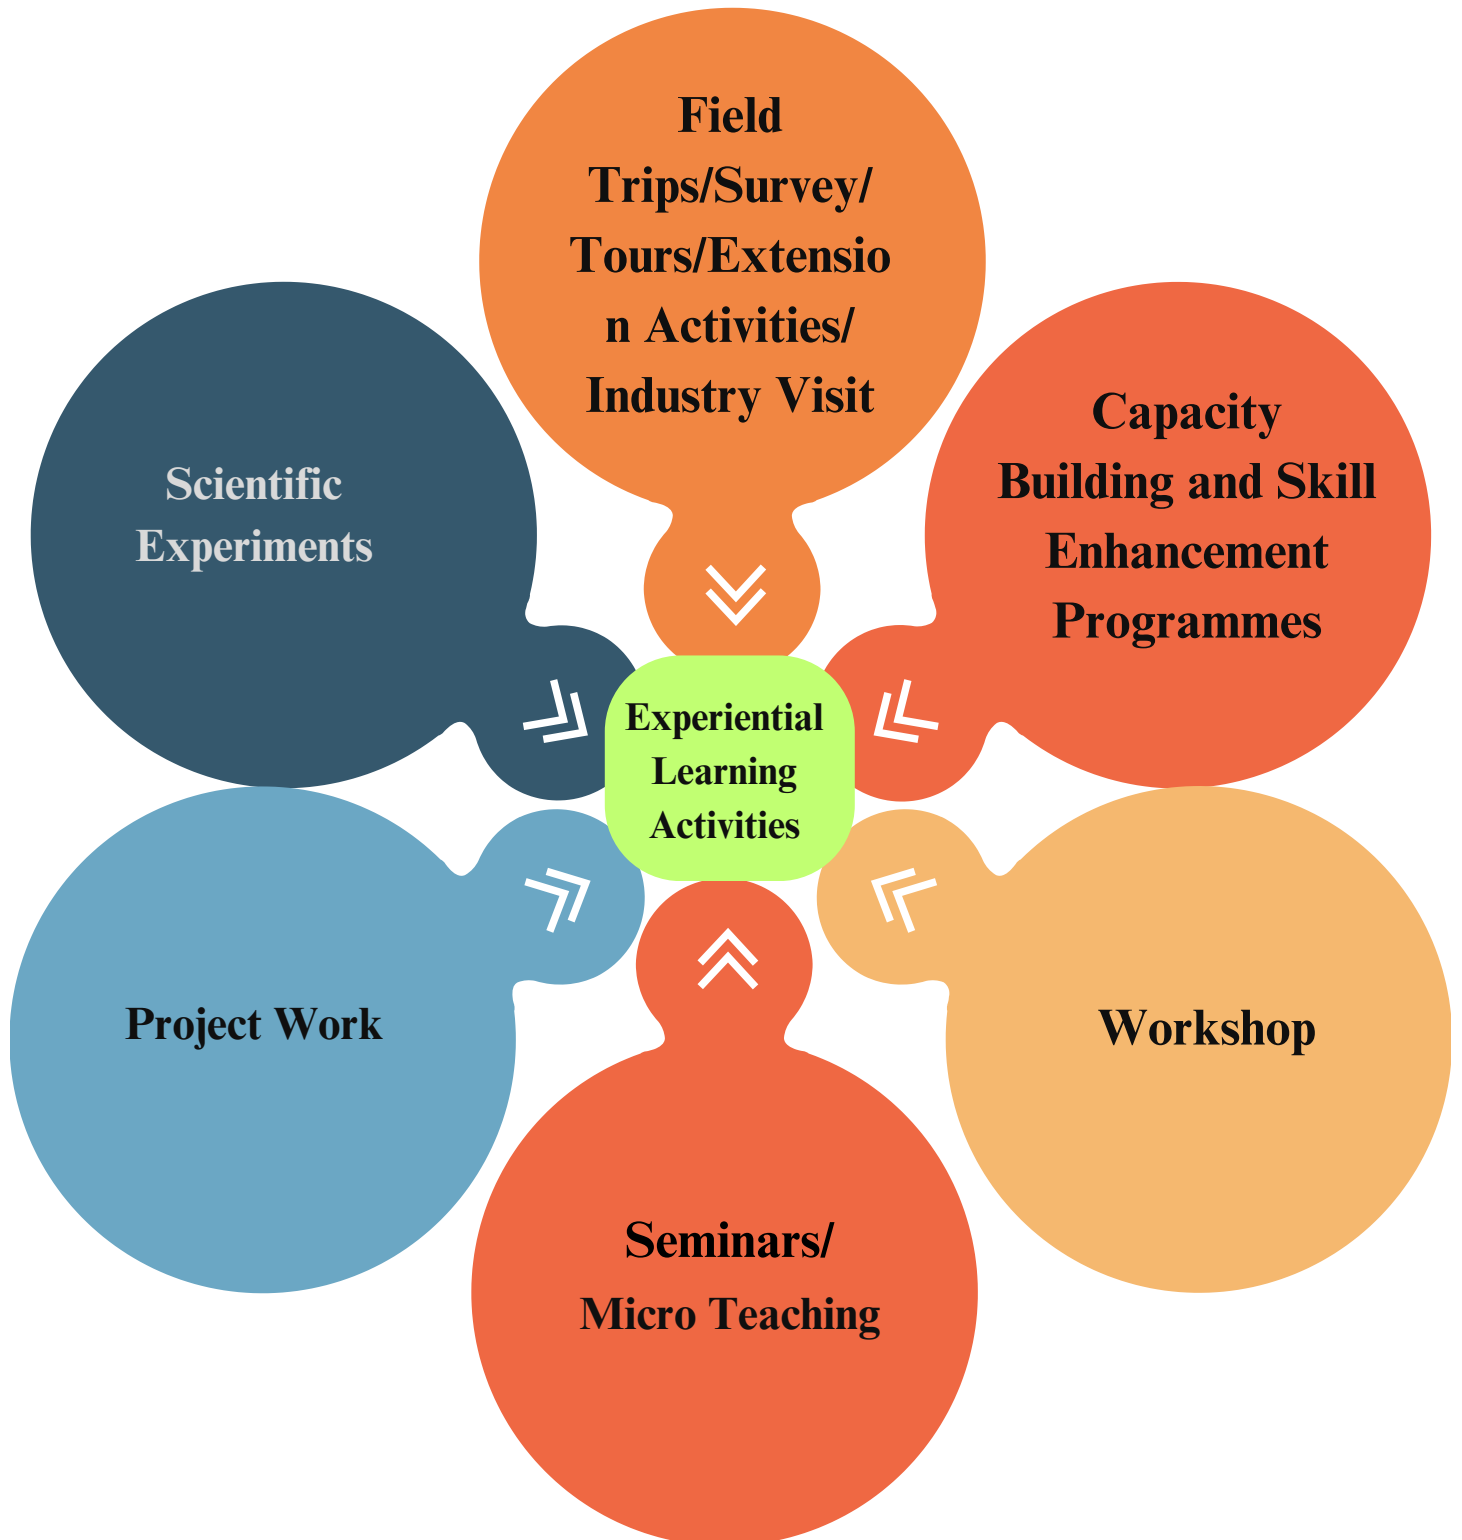 Field
Trips/Survey/
Tours/Extensio
n Activities/
Industry Visit
Capacity
Building and Skill
Enhancement
Programmes
Scientific
Experiments
Experiential
Learning
Activities
Project Work
Workshop
Seminars/
Micro Teaching